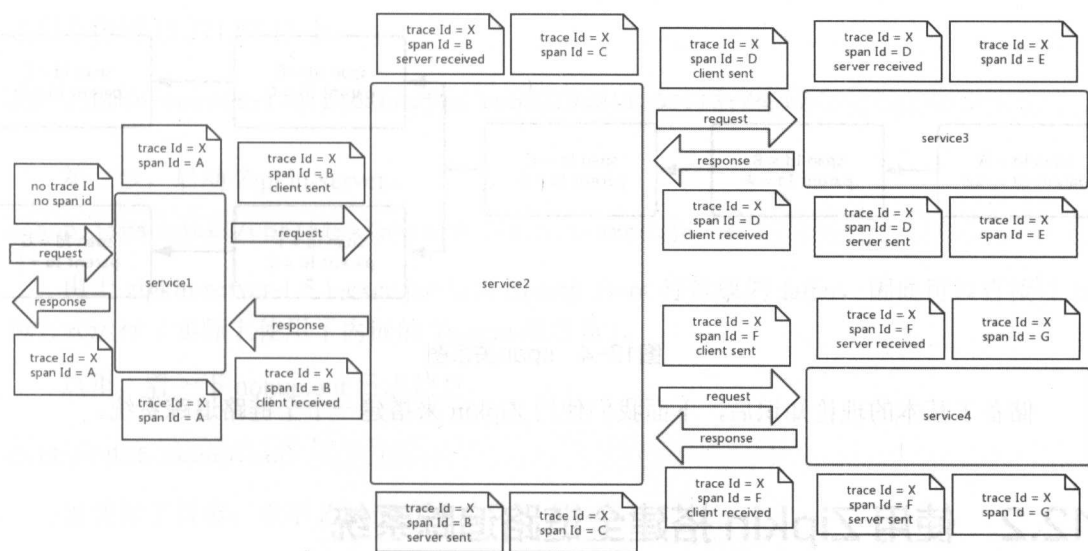 trace Id = X
span Id = B
server received
trace Id = X
span Id = C
trace Id = X
span Id = D
client sent
trace Id = X
span Id = D
server received
trace Id = X
span Id = E
request
response
service3
trace Id = X
span Id = D
client received
trace Id = X
span Id = D
server sent
trace Id = X
span Id = E
no trace Id
no span id
trace Id = X
span Id = A
trace Id = X
span Id = B
client sent
request
response
service1
request
response
service2
trace Id = X
span Id = A
trace Id = X
span Id = A
trace Id = X
span Id = B
client received
trace Id = X
span Id = F
client sent
trace Id = X
span Id = F
server received
trace Id = X
span Id = G
request
response
service4
trace Id = X
span Id = F
client received
trace Id = X
span Id = F
server sent
trace Id = X
span Id = G
trace Id = X
span Id = B
server sent
trace Id = X
span Id = C